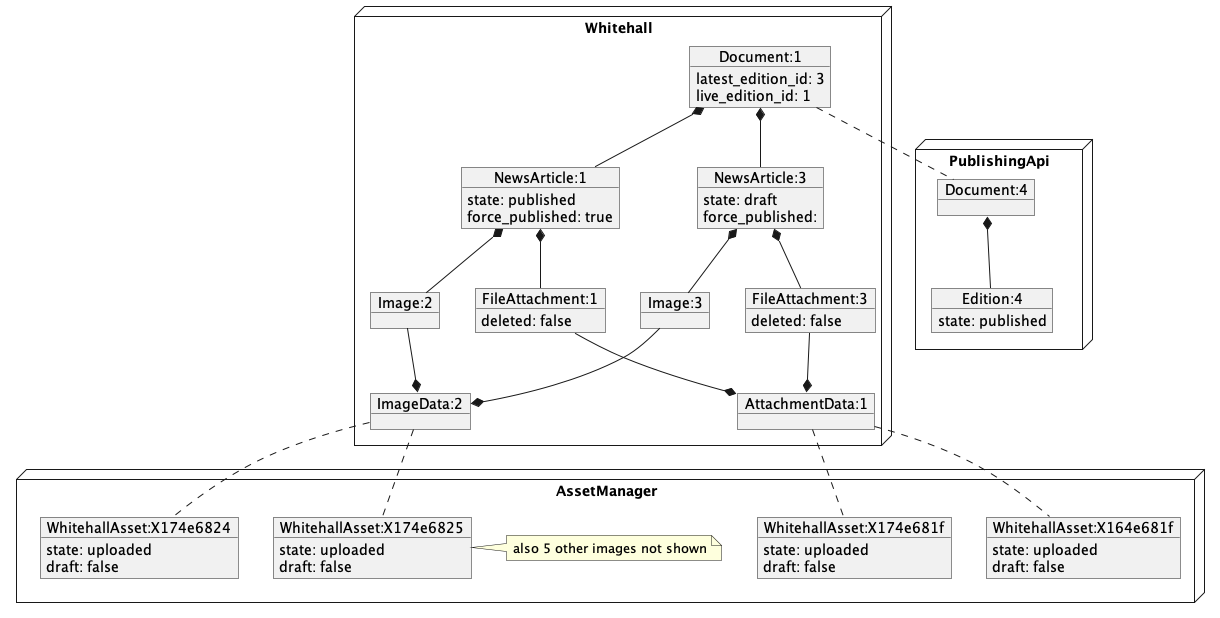 Whitehall
Document:1
latest_edition_id: 3
live_edition_id: 1
PublishingApi
Document:4
NewsArticle:1
state: published
force_published: true
NewsArticle:3
state: draft
force_published:
Image:2
FileAttachment:1
deleted: false
Image:3
FileAttachment:3
deleted: false
Edition:4
state: published
ImageData:2
AttachmentData:1
AssetManager
WhitehallAsset:X174e6824
state: uploaded
draft: false
WhitehallAsset:X174e6825
state: uploaded
draft: false
also 5 other images not shown
WhitehallAsset:X174e681f
state: uploaded
draft: false
WhitehallAsset:X164e681f
state: uploaded
draft: false